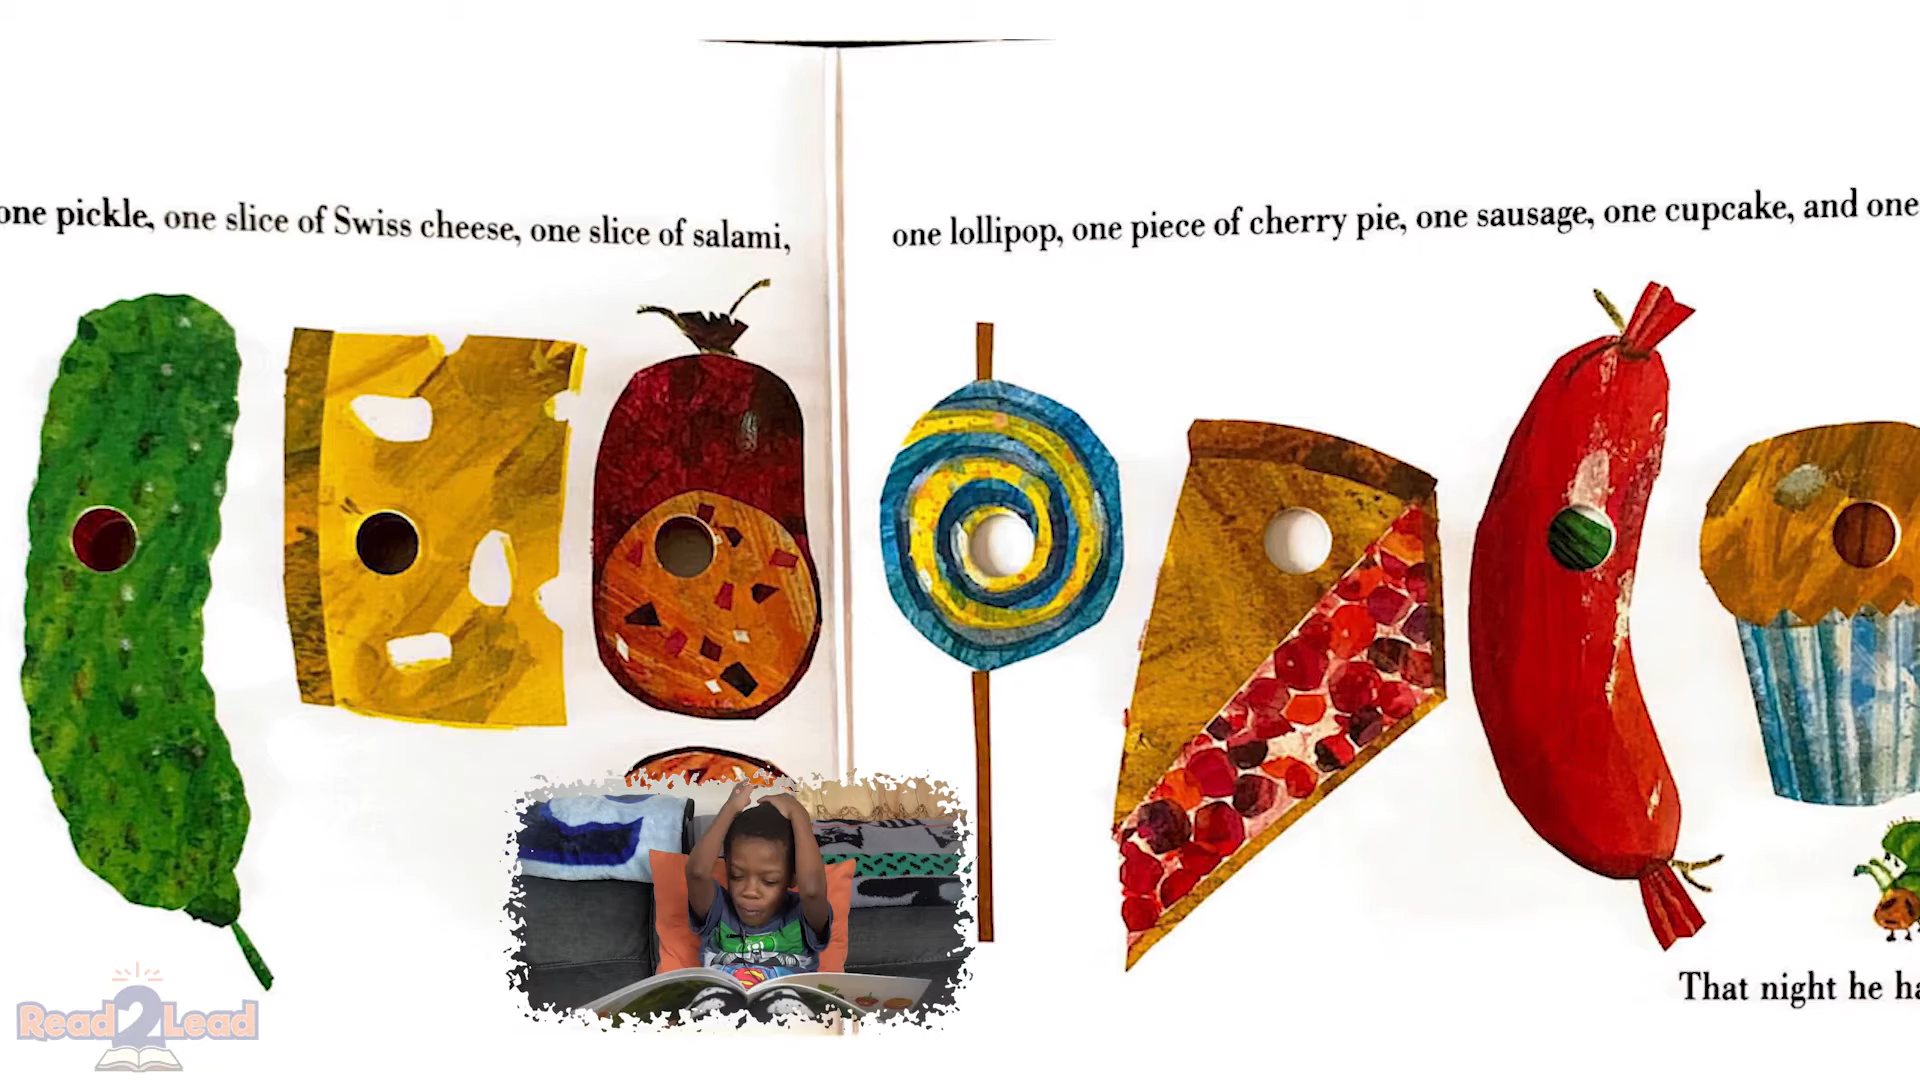 one pickle, one slice of Swiss cheese, one slice of salami,
one lollipop, one piece of cherry pie, one sausage, one cupcake, and one
That night he
Read2Lead